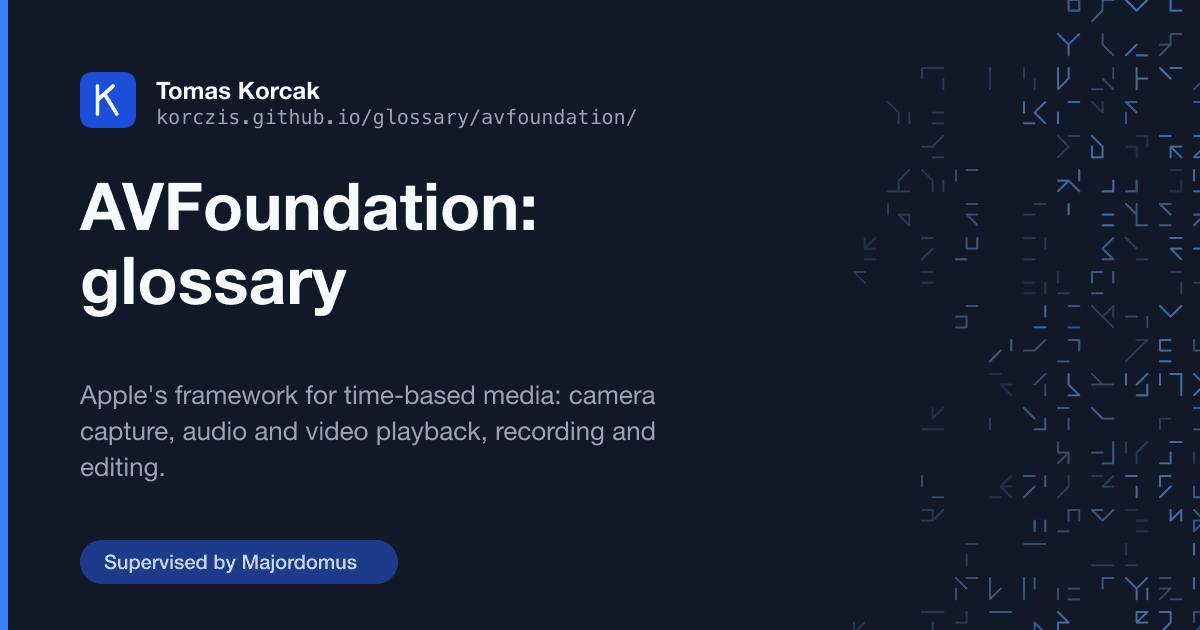 K
Tomas Korcak
korczis.github.io/glossary/avfoundation/
AVFoundation:
glossary
Apple's framework for time-based media: camera
capture, audio and video playback, recording and
editing.
Supervised by Majordomus